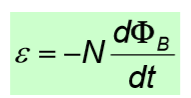 ε = −N dΦ_B / dt